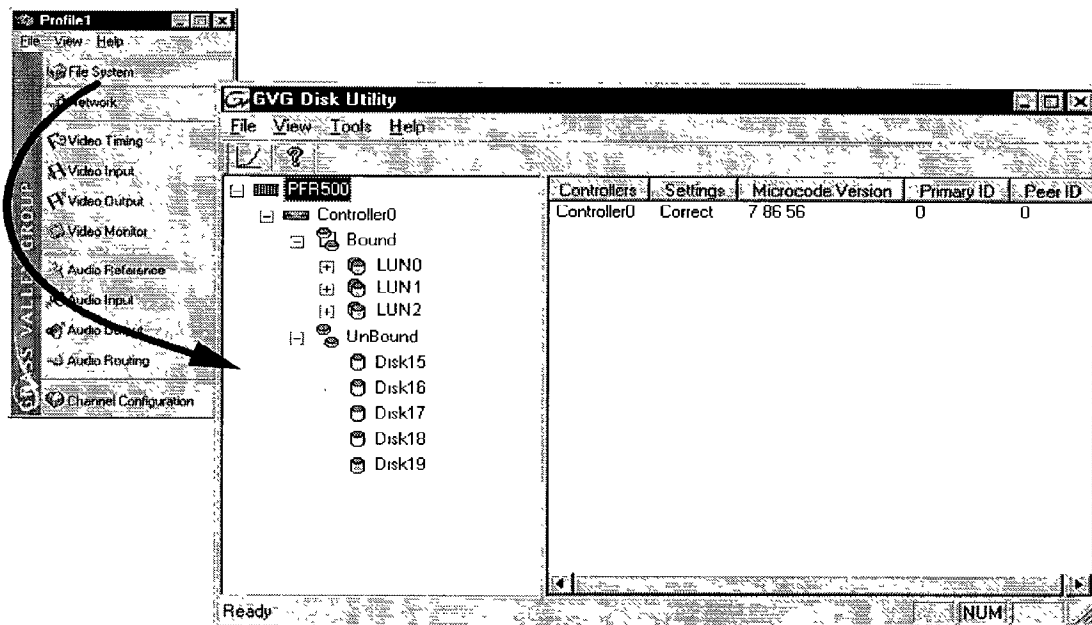 Profile1
File View Help
File System
Network
Video Timing
Video Input
Video Output
Video Monitor
Audio Reference
Audio Input
Audio Output
Audio Routing
Channel Configuration
GRASS VALLEY GROUP
GVG Disk Utility
File View Tools Help
PFR500
Controller0
Bound
LUN0
LUN1
LUN2
UnBound
Disk15
Disk16
Disk17
Disk18
Disk19
Controllers Settings Microcode Version Primary ID Peer ID
Controller0 Correct 7 86 56 0 0
Ready NUM